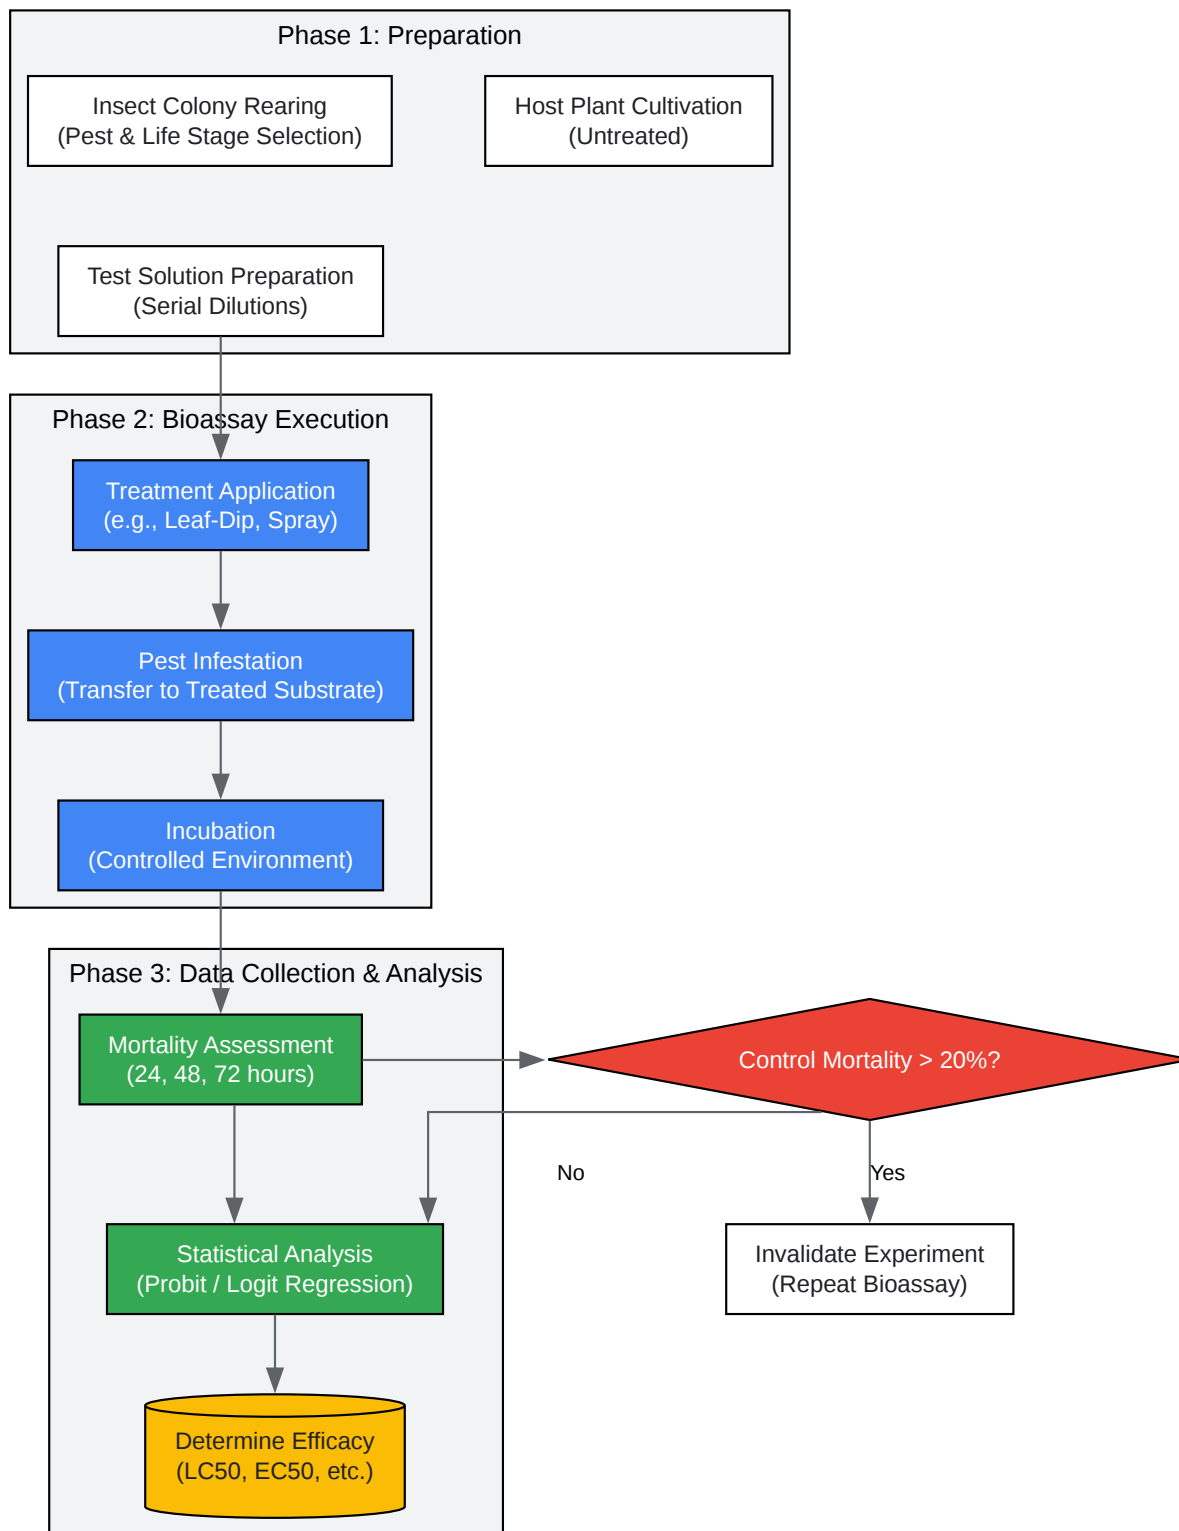 Phase 1: Preparation
Insect Colony Rearing
(Pest & Life Stage Selection)
Host Plant Cultivation
(Untreated)
Test Solution Preparation
(Serial Dilutions)
Phase 2: Bioassay Execution
Treatment Application
(e.g., Leaf-Dip, Spray)
Pest Infestation
(Transfer to Treated Substrate)
Incubation
(Controlled Environment)
Phase 3: Data Collection & Analysis
Mortality Assessment
(24, 48, 72 hours)
Control Mortality > 20%?
No
Yes
Statistical Analysis
(Probit / Logit Regression)
Invalidate Experiment
(Repeat Bioassay)
Determine Efficacy
(LC50, EC50, etc.)